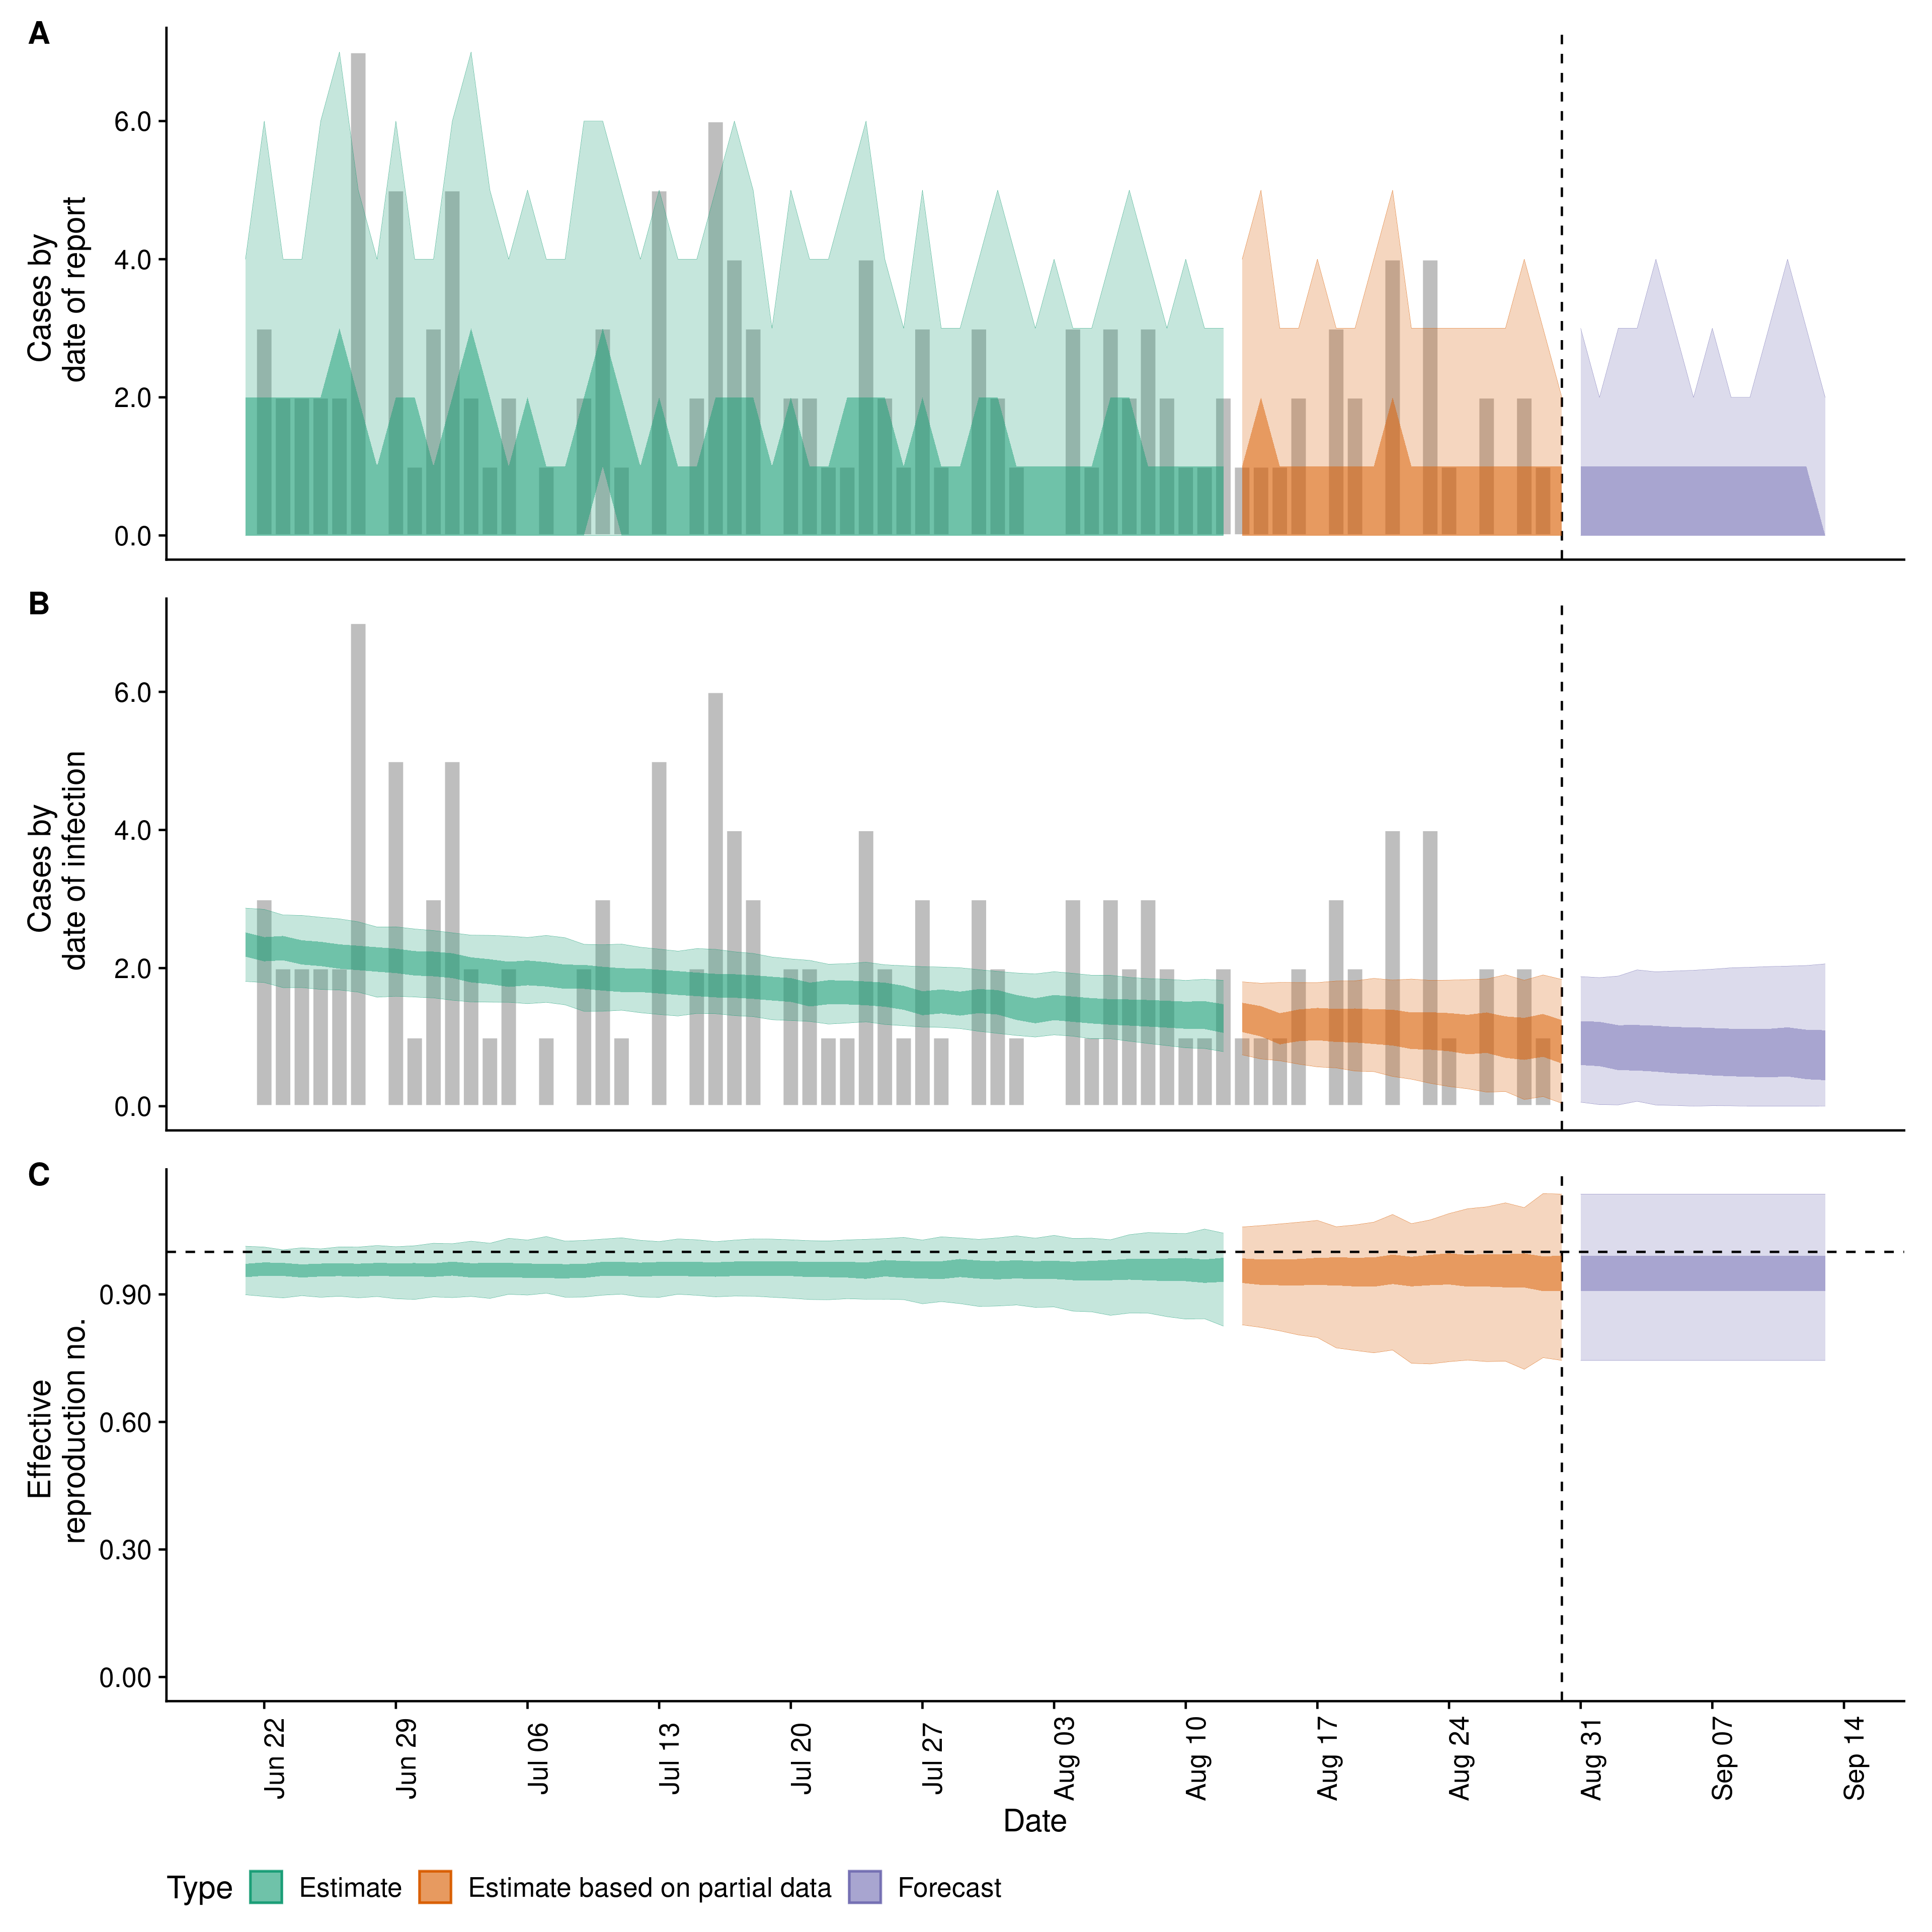 A
Cases by
date of report
6.0
4.0
2.0
0.0
B
Cases by
date of infection
6.0
4.0
2.0
0.0
C
Effective
reproduction no.
0.90
0.60
0.30
0.00
Jun 22
Jun 29
Jul 06
Jul 13
Jul 20
Jul 27
Aug 03
Aug 10
Aug 17
Aug 24
Aug 31
Sep 07
Sep 14
Date
Type Estimate Estimate based on partial data Forecast